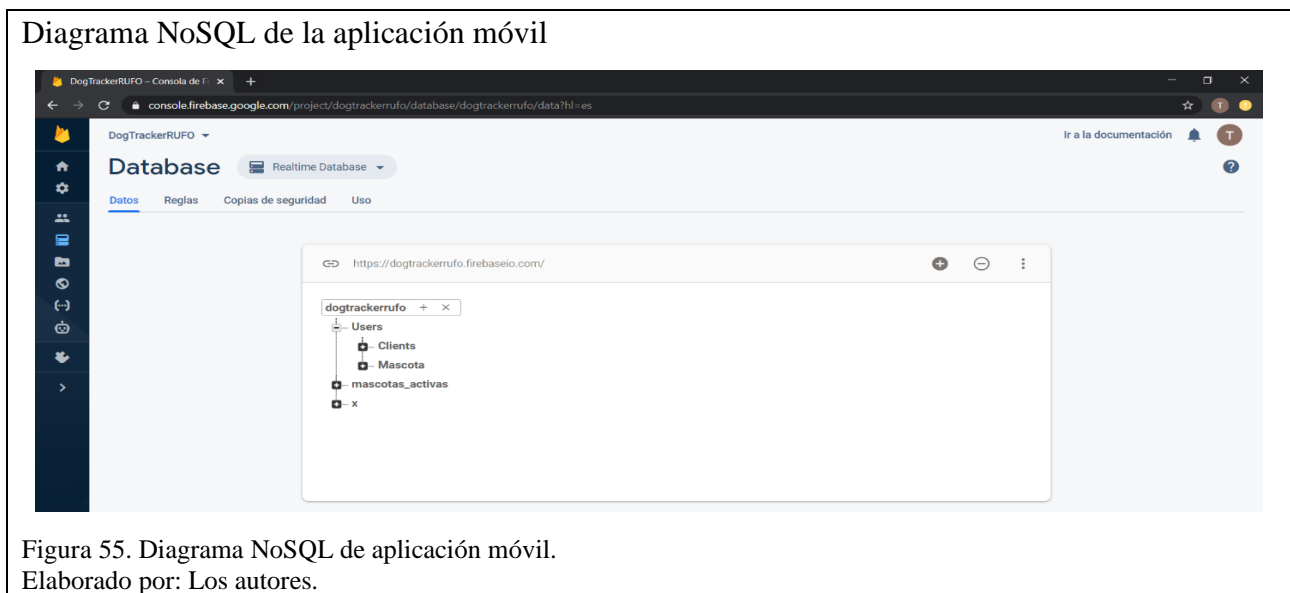 Diagrama NoSQL de la aplicación móvil
DogTrackerRUFO – Consola de Fi
console.firebase.google.com/project/dogtrackerrufo/database/dogtrackerrufo/data?hl=es
DogTrackerRUFO
Ir a la documentación
T
Database
Realtime Database
Datos Reglas Copias de seguridad Uso
https://dogtrackerrufo.firebaseio.com/
dogtrackerrufo
Users
Clients
Mascota
mascotas_activas
x
Figura 55. Diagrama NoSQL de aplicación móvil.
Elaborado por: Los autores.